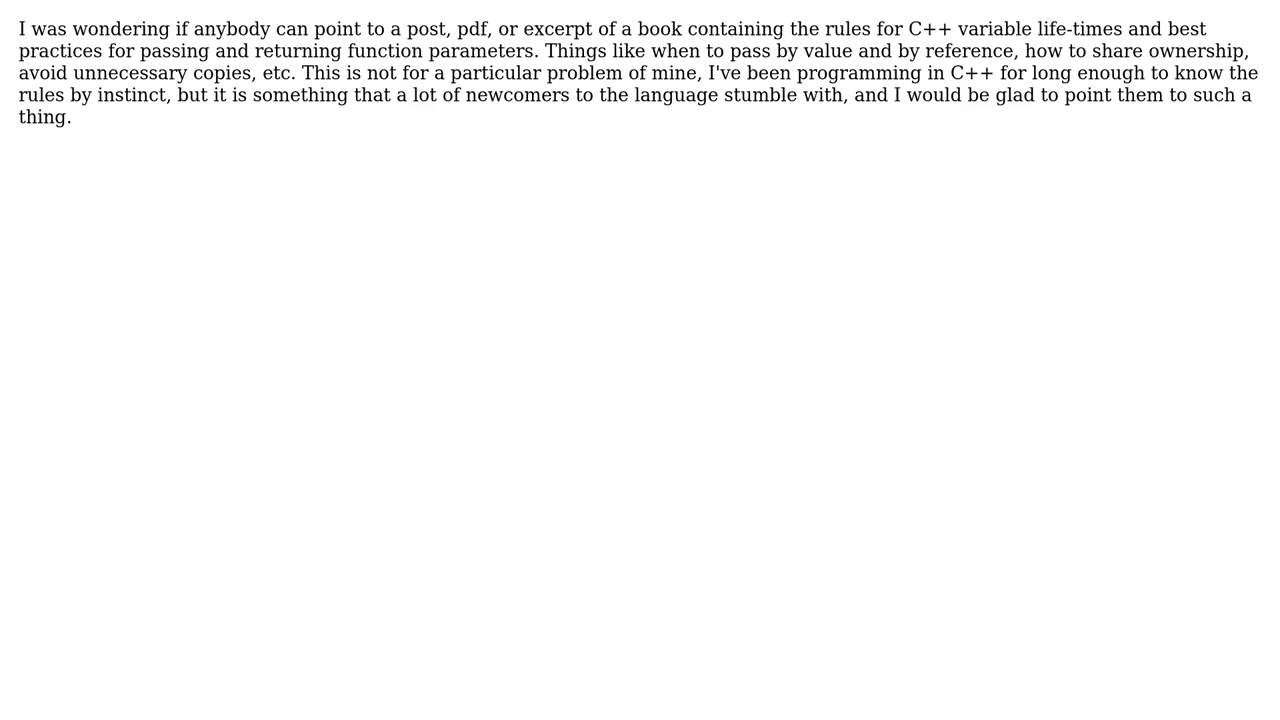 I was wondering if anybody can point to a post, pdf, or excerpt of a book containing the rules for C++ variable life-times and best
practices for passing and returning function parameters. Things like when to pass by value and by reference, how to share ownership,
avoid unnecessary copies, etc. This is not for a particular problem of mine, I've been programming in C++ for long enough to know the
rules by instinct, but it is something that a lot of newcomers to the language stumble with, and I would be glad to point them to such a
thing.